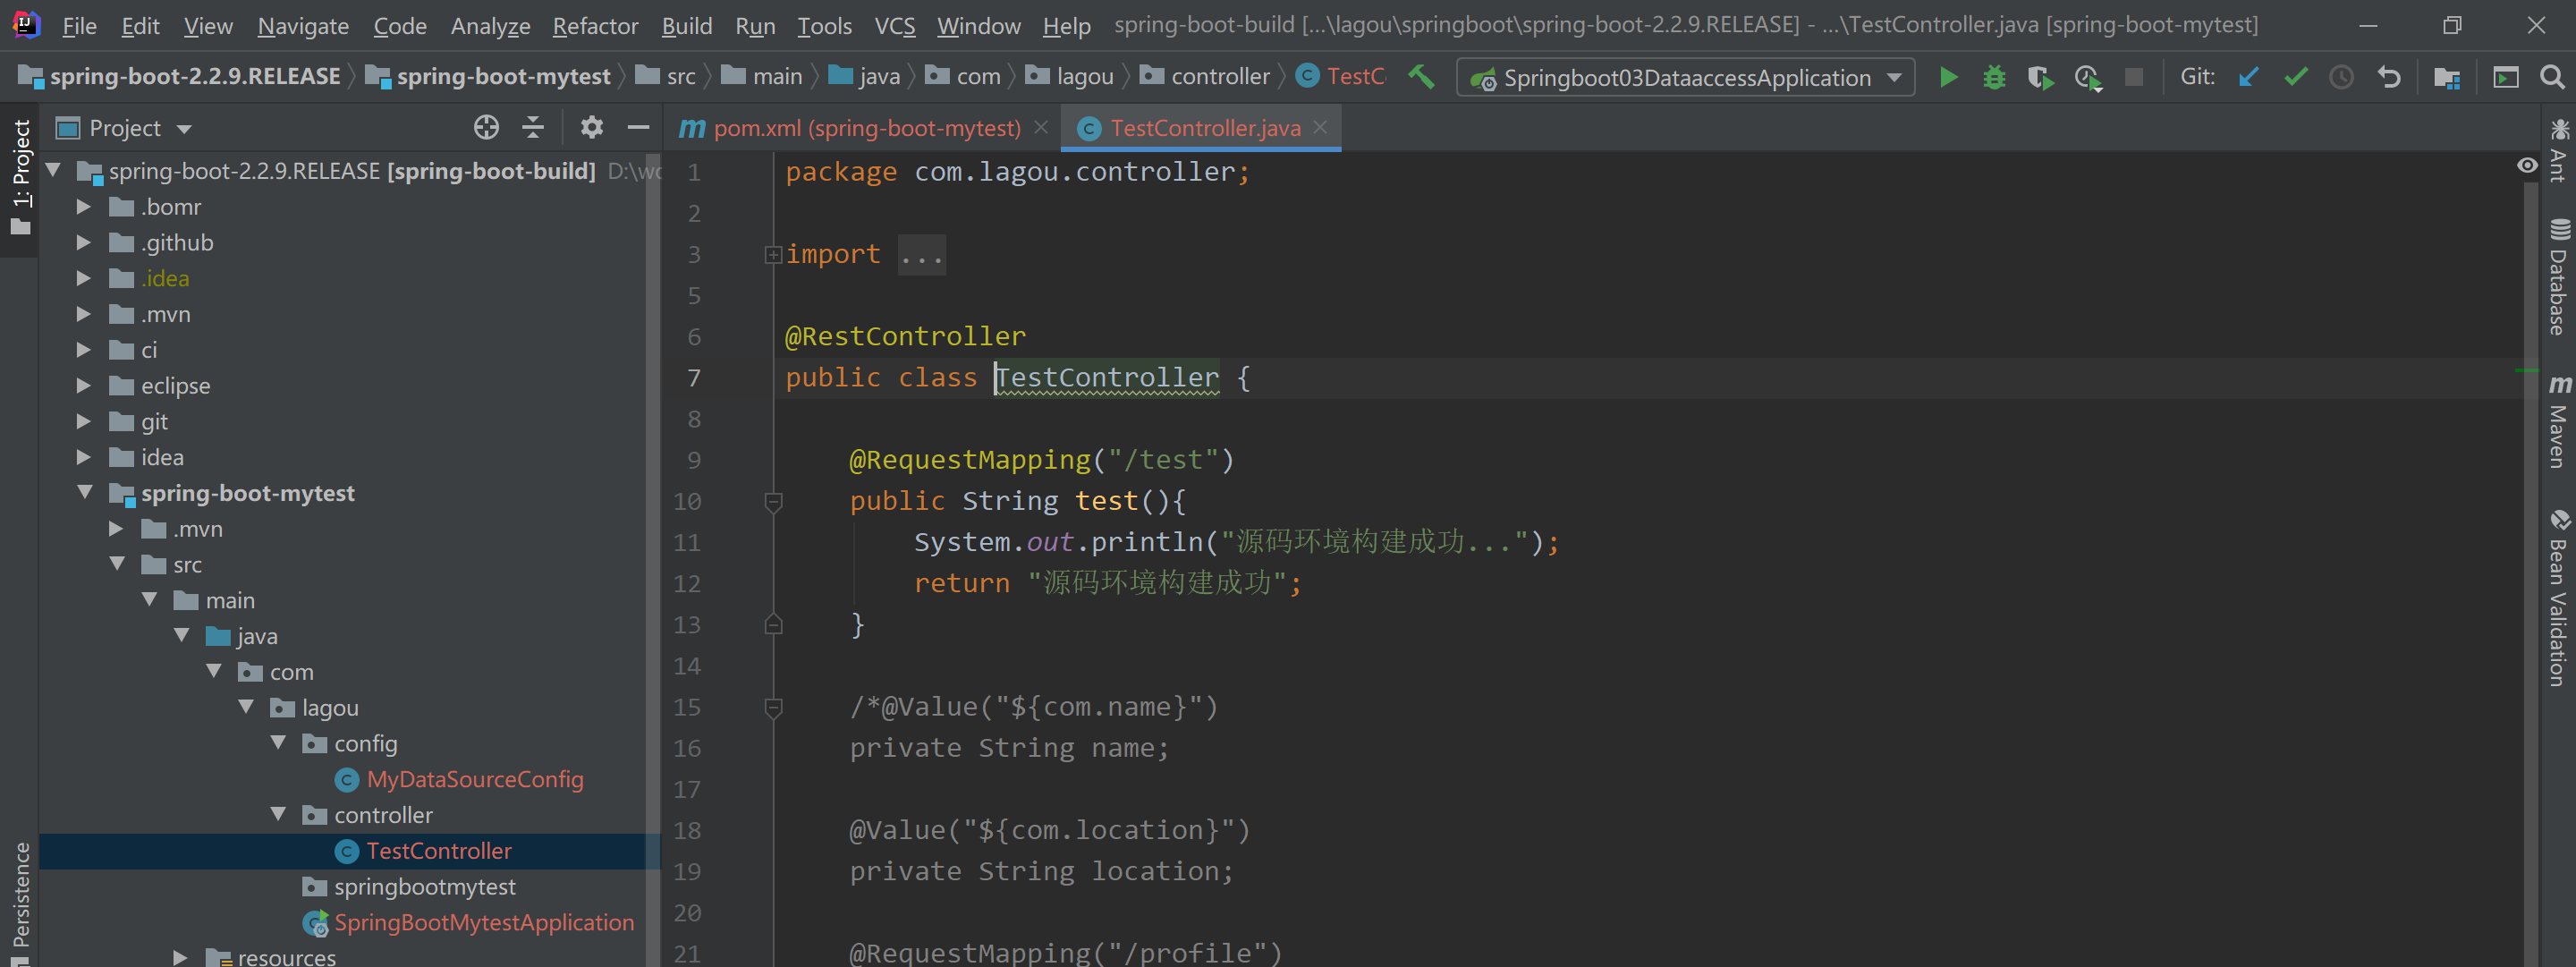 File Edit View Navigate Code Analyze Refactor Build Run Tools VCS Window Help spring-boot-build [...\lagou\springboot\spring-boot-2.2.9.RELEASE] - ...\TestController.java [spring-boot-mytest]
spring-boot-2.2.9.RELEASE spring-boot-mytest src main java com lagou controller TestC Springboot03DataaccessApplication Git:
1: Project
Persistence
Project
spring-boot-2.2.9.RELEASE [spring-boot-build] D:\wo
.bomr
.github
.idea
.mvn
ci
eclipse
git
idea
spring-boot-mytest
.mvn
src
main
java
com
lagou
config
MyDataSourceConfig
controller
TestController
springbootmytest
SpringBootMytestApplication
resources
pom.xml (spring-boot-mytest) TestController.java
1 package com.lagou.controller;
2
3 import ...
5
6 @RestController
7 public class TestController {
8
9 @RequestMapping("/test")
10 public String test(){
11 System.out.println("源码环境构建成功...");
12 return "源码环境构建成功";
13 }
14
15 /*@Value("${com.name}")
16 private String name;
17
18 @Value("${com.location}")
19 private String location;
20
21 @RequestMapping("/profile")
Ant
Database
Maven
Bean Validation